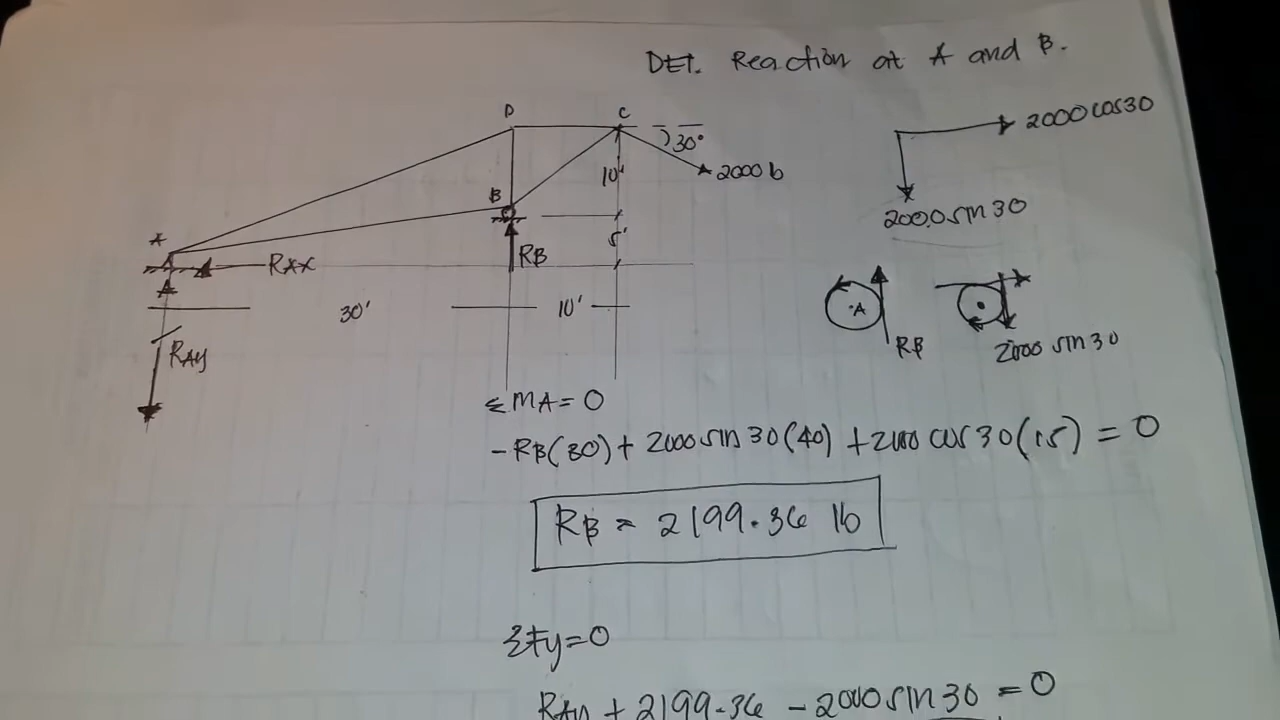 DET. Reaction at A and B.
D
C
2000 cos 30
30°
10'
2000 b
B
2000 sin 30
5'
A
RB
RAX
A
30'
10'
RAY
RB
2000 sin 30
ΣMA = 0
-RB(30) + 2000 sin 30 (40) + 2000 cos 30 (15) = 0
RB = 2199.36 lb
ΣFy = 0
RAy + 2199.36 - 2000 sin 30 = 0